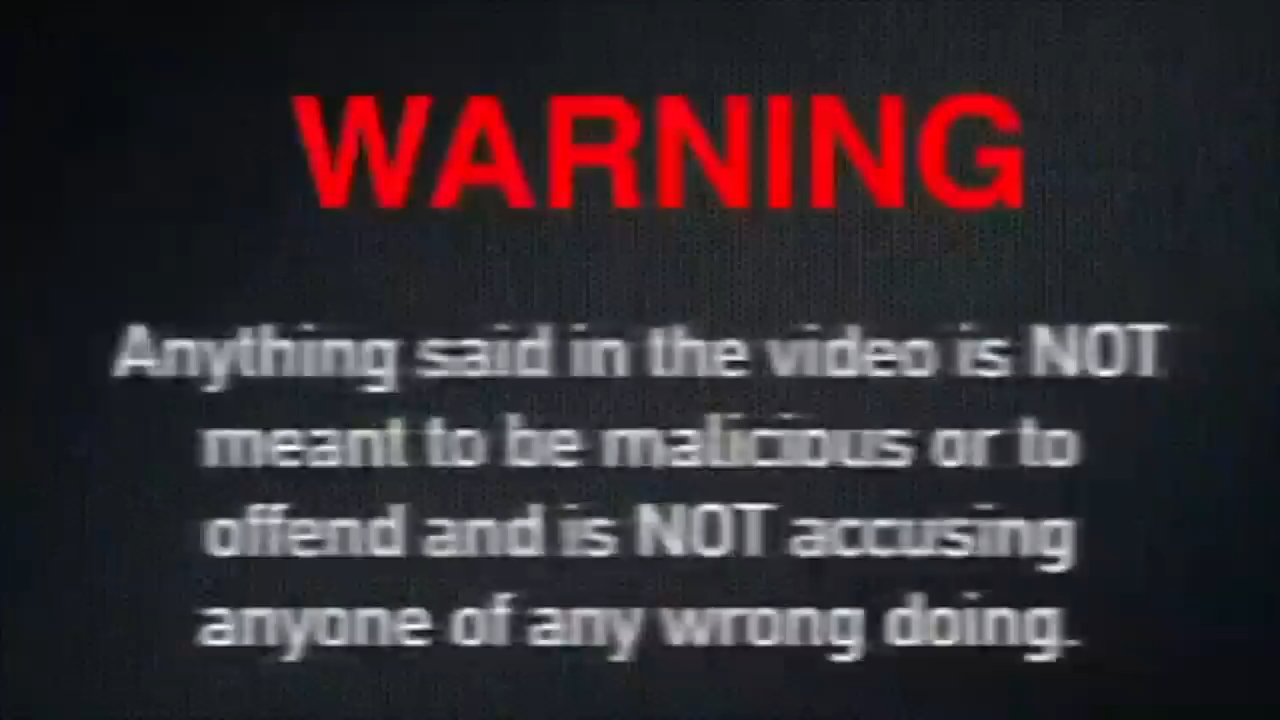 WARNING
Anything said in the video is NOT
meant to be malicious or to
offend and is NOT accusing
anyone of any wrong doing.